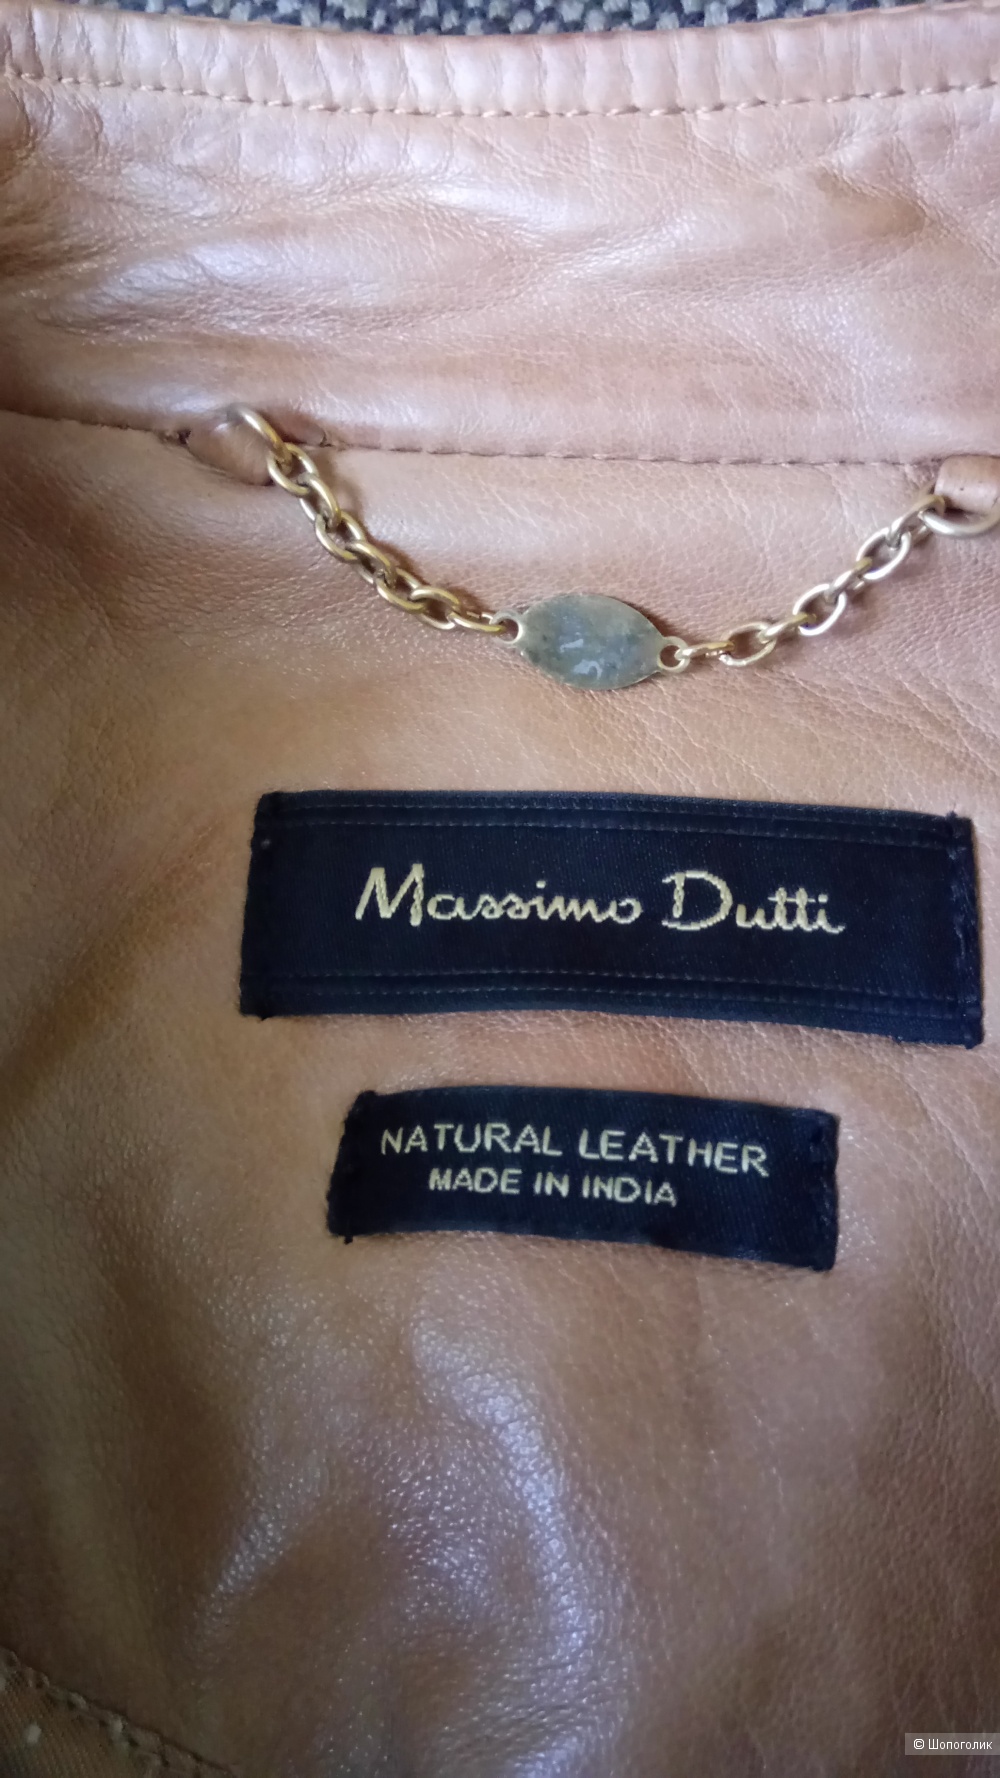 Massimo Dutti
NATURAL LEATHER
MADE IN INDIA
© Шопоголик